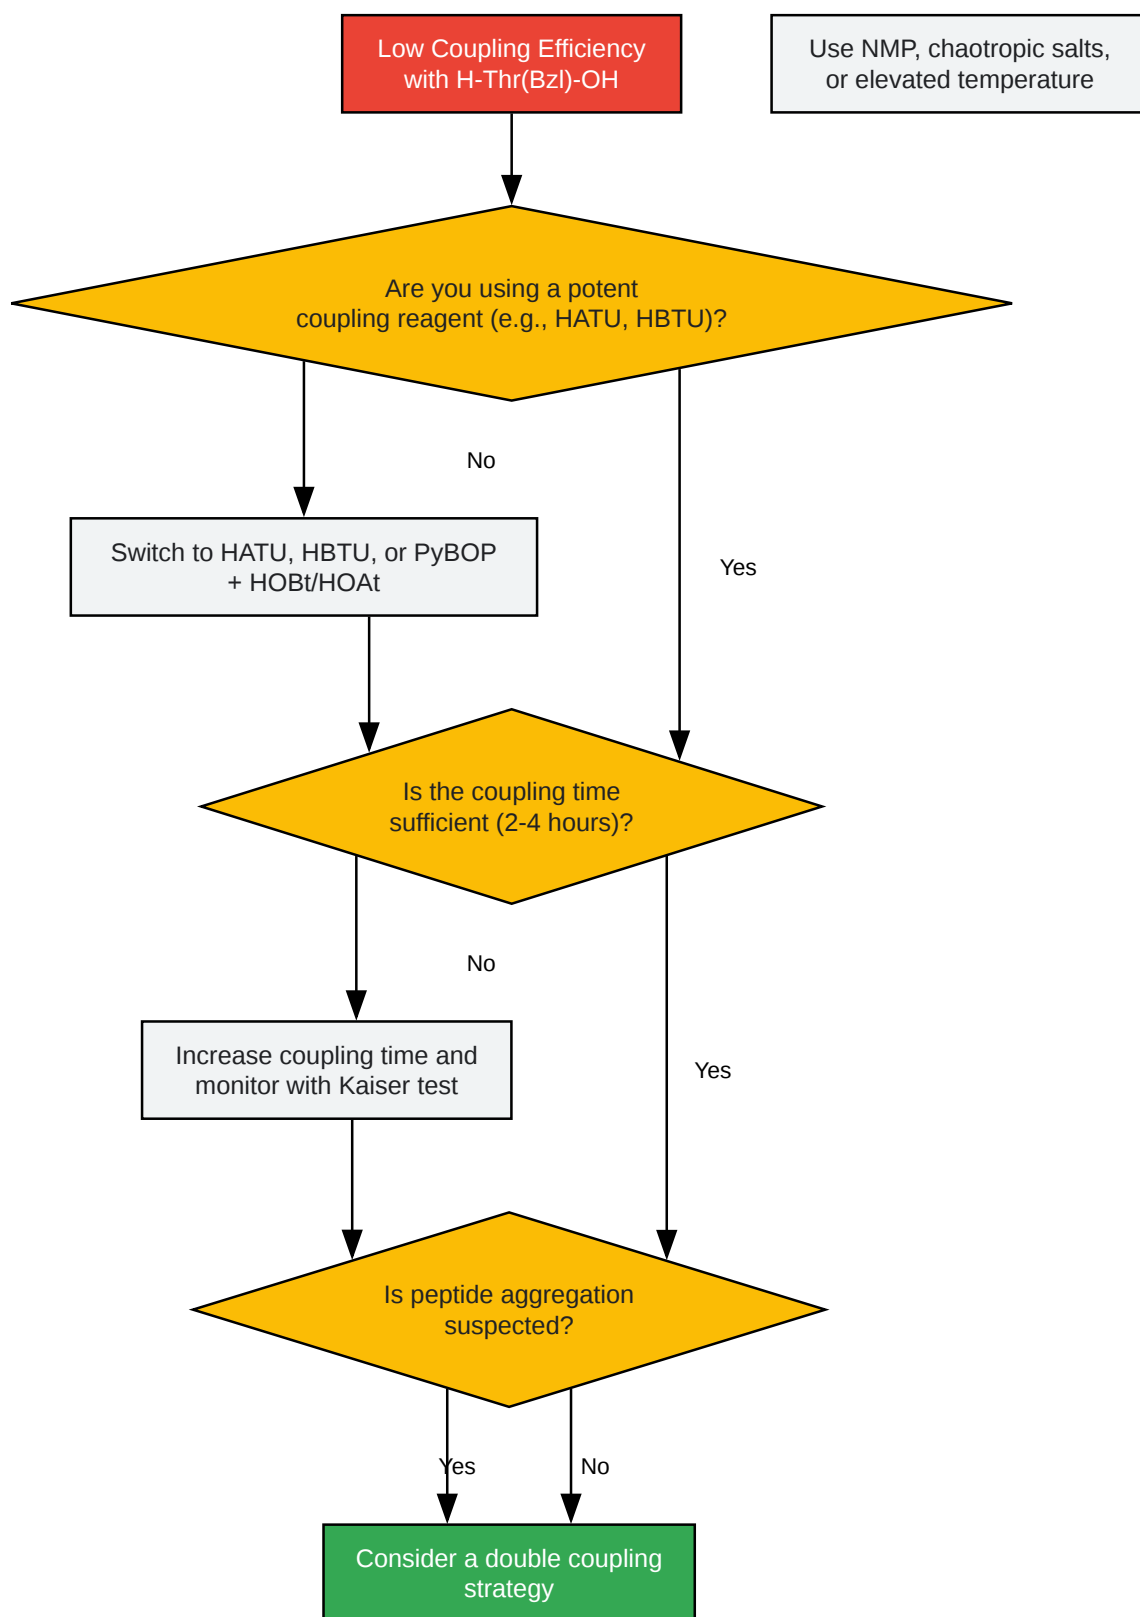 Low Coupling Efficiency
with H-Thr(Bzl)-OH
Use NMP, chaotropic salts,
or elevated temperature
Are you using a potent
coupling reagent (e.g., HATU, HBTU)?
No
Switch to HATU, HBTU, or PyBOP
+ HOBt/HOAt
Yes
Is the coupling time
sufficient (2-4 hours)?
No
Increase coupling time and
monitor with Kaiser test
Yes
Is peptide aggregation
suspected?
Yes
No
Consider a double coupling
strategy